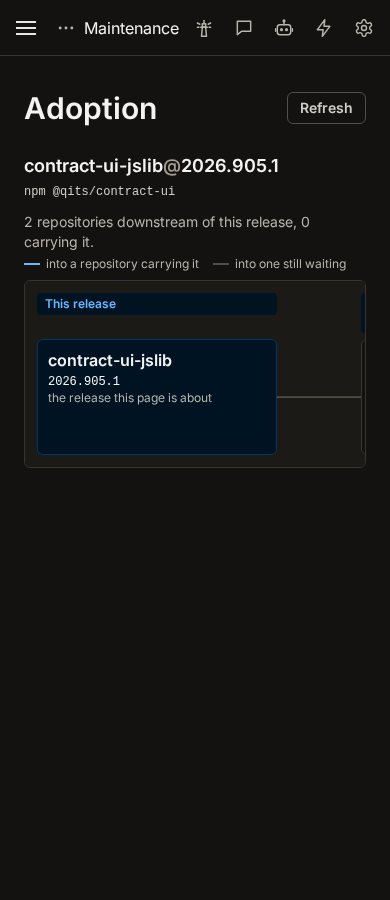 Maintenance
Adoption
Refresh
contract-ui-jslib@2026.905.1
npm @qits/contract-ui
2 repositories downstream of this release, 0
carrying it.
into a repository carrying it
into one still waiting
This release
contract-ui-jslib
2026.905.1
the release this page is about